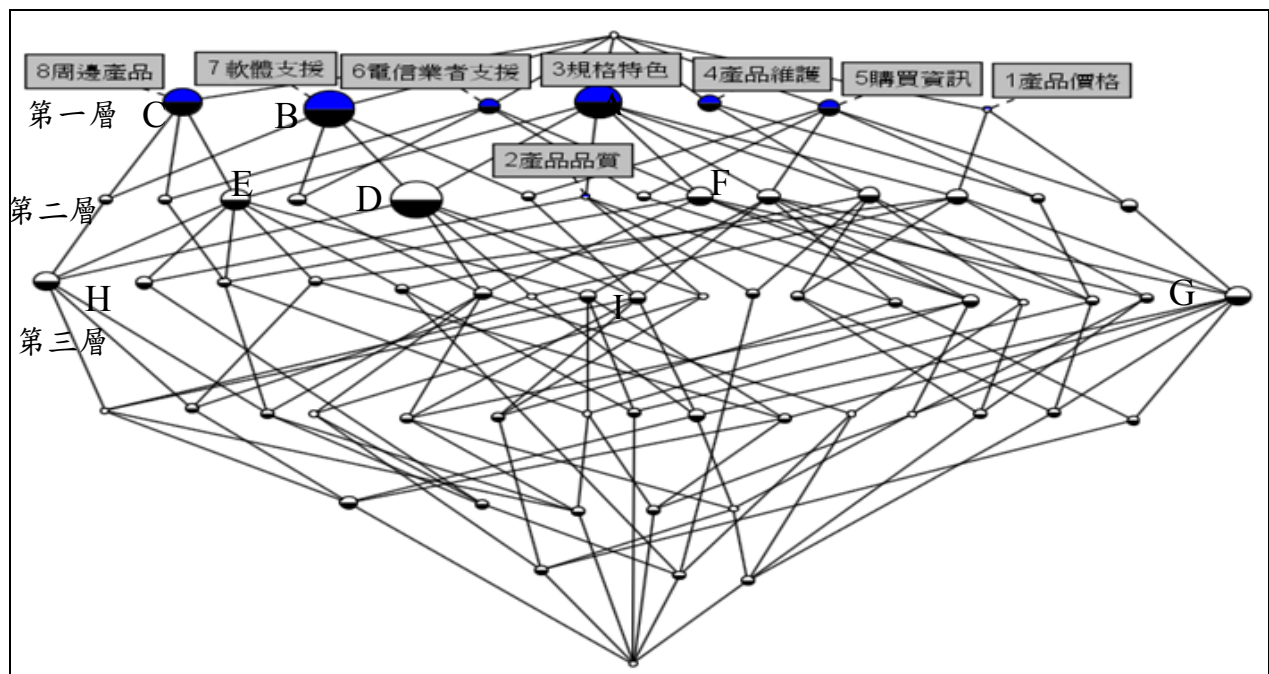 8周邊產品
7軟體支援
6電信業者支援
3規格特色
4產品維護
5購買資訊
1產品價格
第一層
C
B
A
2產品品質
第二層
E
D
F
H
I
G
第三層